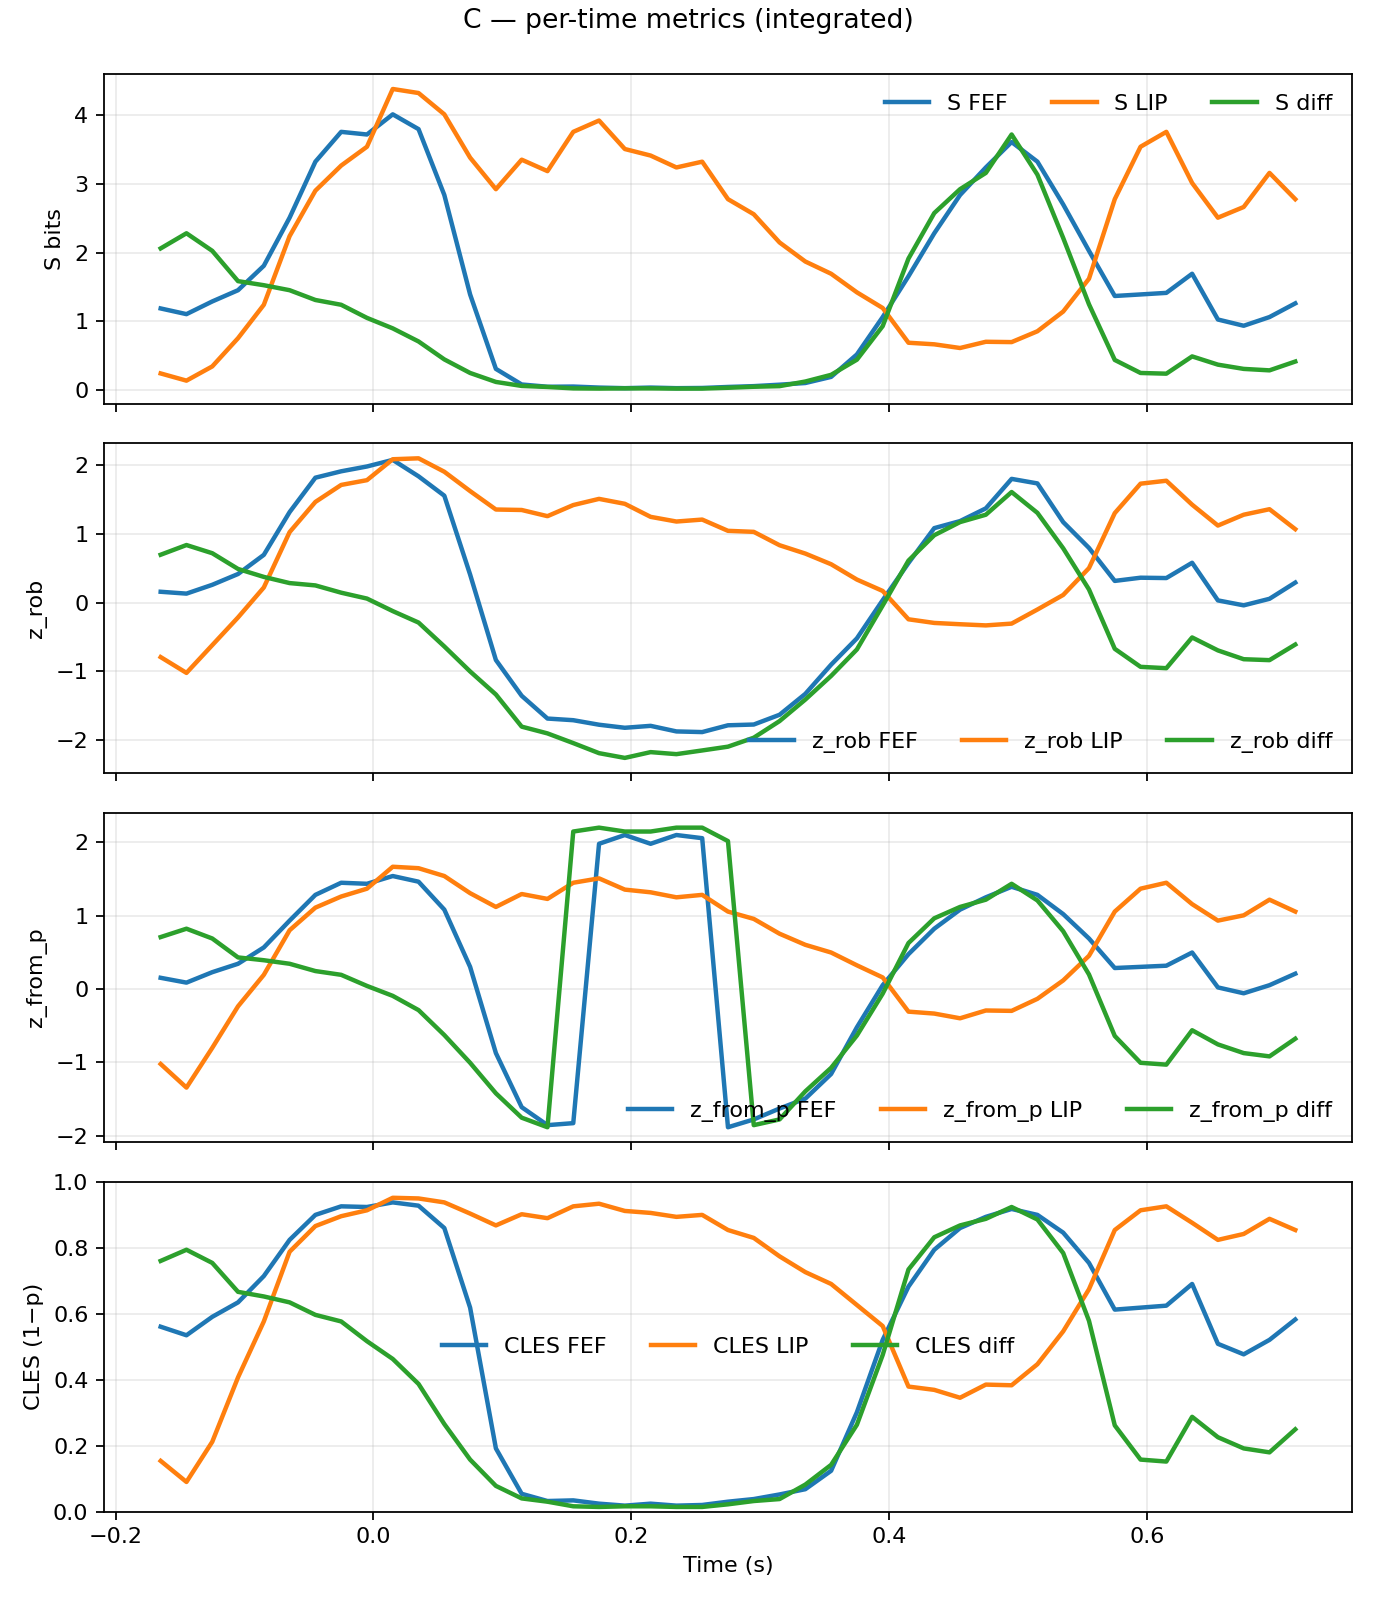 C — per-time metrics (integrated)
S FEF S LIP S diff
4
3
2
1
0
S bits
2
1
0
−1
−2
z_rob
z_rob FEF z_rob LIP z_rob diff
2
1
0
−1
−2
z_from_p
z_from_p FEF z_from_p LIP z_from_p diff
1.0
0.8
0.6
0.4
0.2
0.0
CLES (1−p)
CLES FEF CLES LIP CLES diff
−0.2 0.0 0.2 0.4 0.6
Time (s)